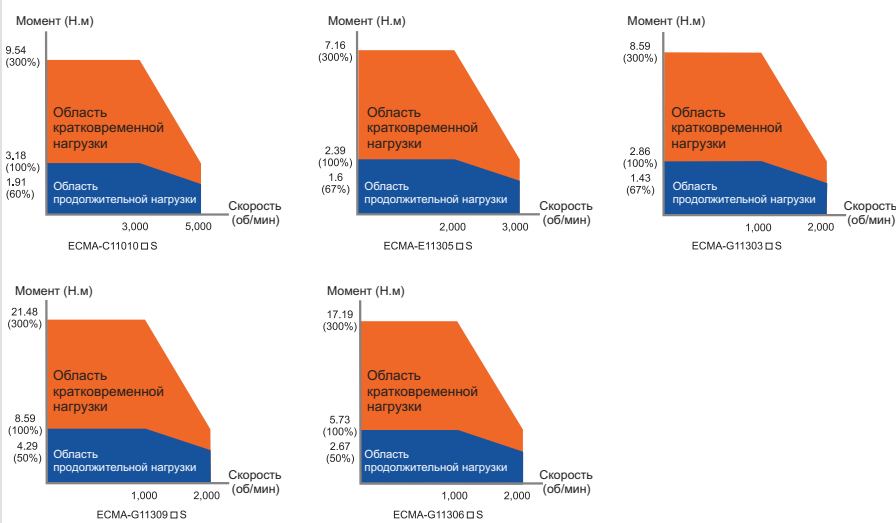 Момент (Н.м)
9.54
(300%)
Область
кратковременной
нагрузки
3.18
(100%)
1.91
(60%)
Область
продолжительной нагрузки
Скорость
(об/мин)
3,000
5,000
ECMA-C11010□S
Момент (Н.м)
7.16
(300%)
Область
кратковременной
нагрузки
2.39
(100%)
1.6
(67%)
Область
продолжительной нагрузки
Скорость
(об/мин)
2,000
3,000
ECMA-E11305□S
Момент (Н.м)
8.59
(300%)
Область
кратковременной
нагрузки
2.86
(100%)
1.43
(67%)
Область
продолжительной нагрузки
Скорость
(об/мин)
1,000
2,000
ECMA-G11303□S
Момент (Н.м)
21.48
(300%)
Область
кратковременной
нагрузки
8.59
(100%)
4.29
(50%)
Область
продолжительной нагрузки
Скорость
(об/мин)
1,000
2,000
ECMA-G11309□S
Момент (Н.м)
17.19
(300%)
Область
кратковременной
нагрузки
5.73
(100%)
2.67
(50%)
Область
продолжительной нагрузки
Скорость
(об/мин)
1,000
2,000
ECMA-G11306□S